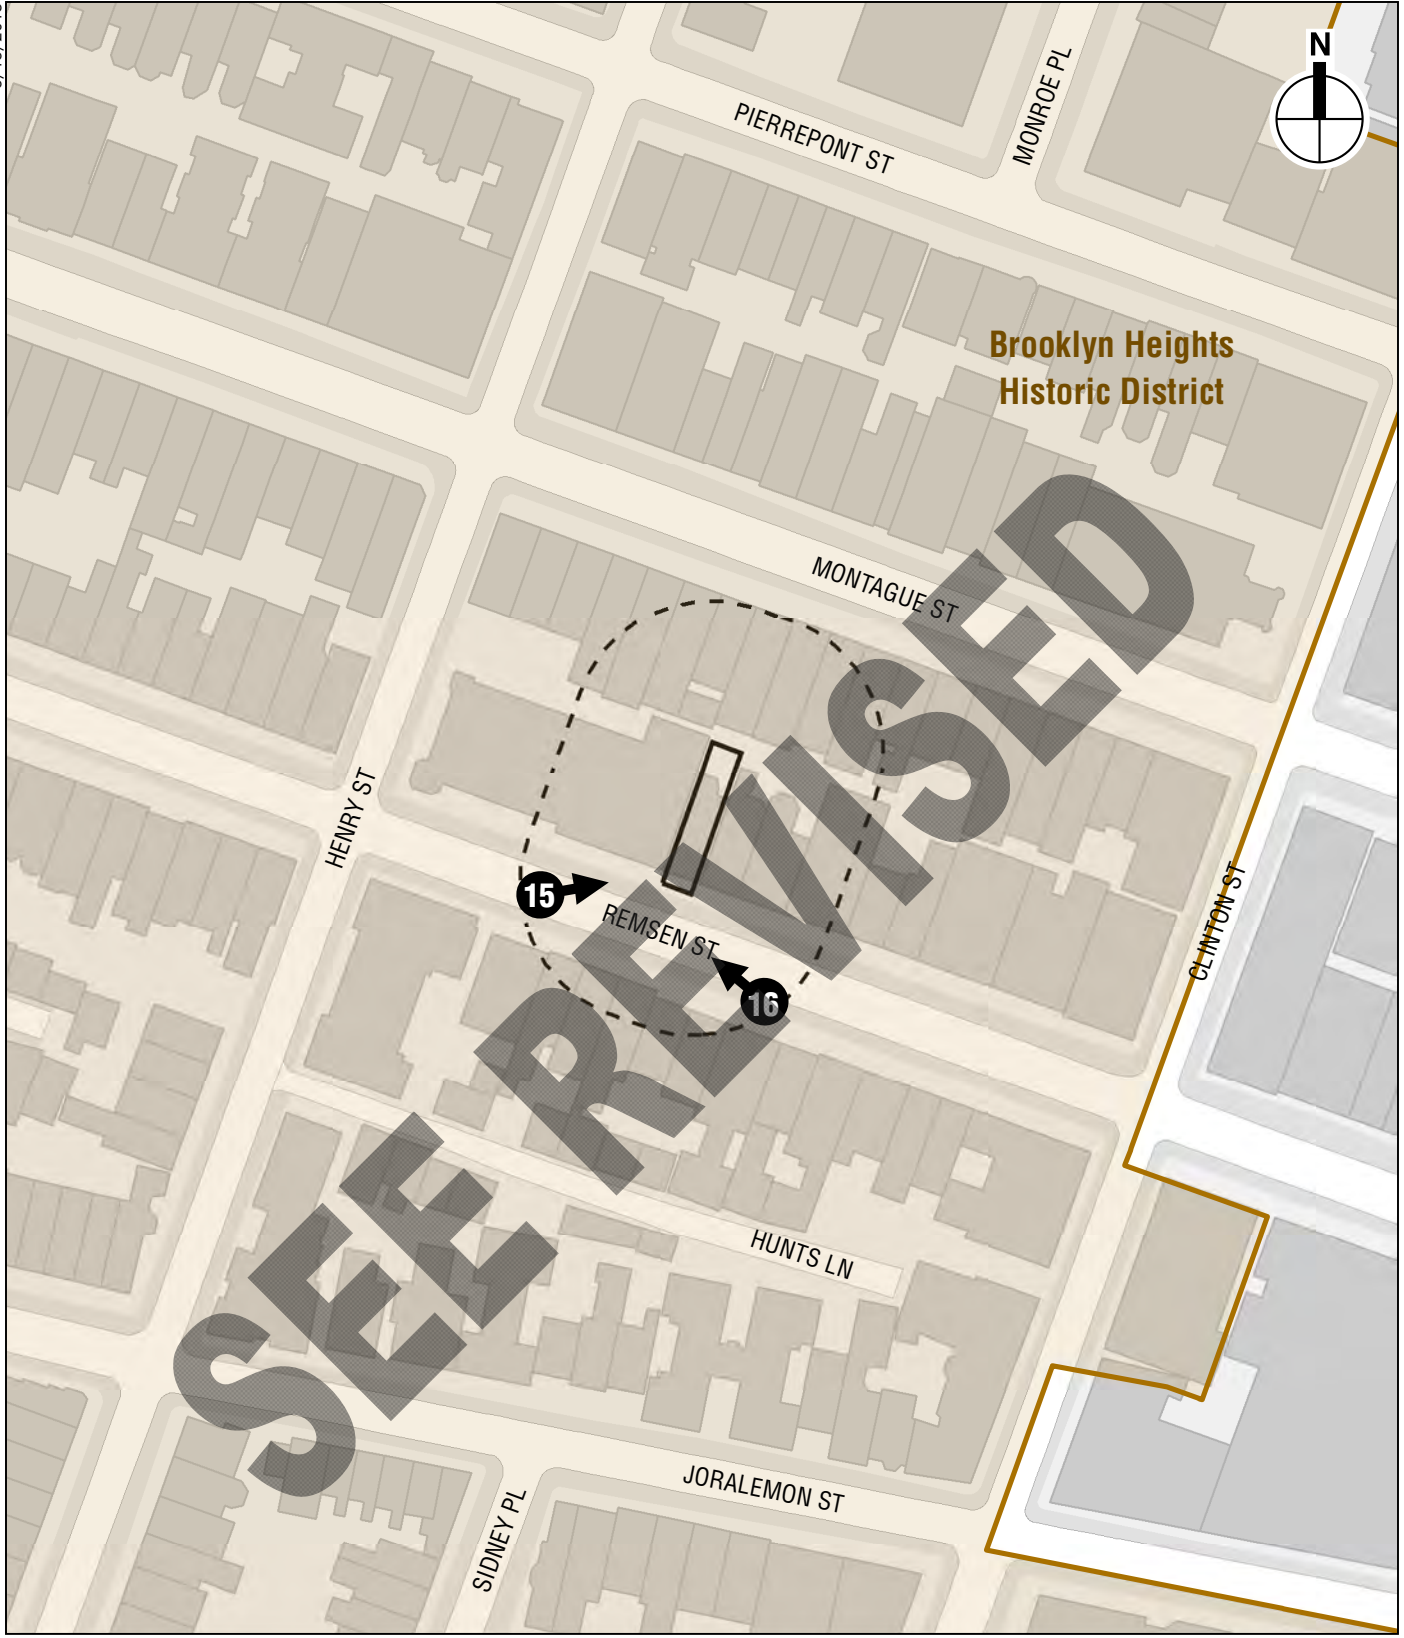 N
PIERREPONT ST
MONROE PL
Brooklyn Heights
Historic District
MONTAGUE ST
HENRY ST
15
REMSEN ST
16
CLINTON ST
HUNTS LN
JORALEMON ST
SIDNEY PL
SEE REVISED